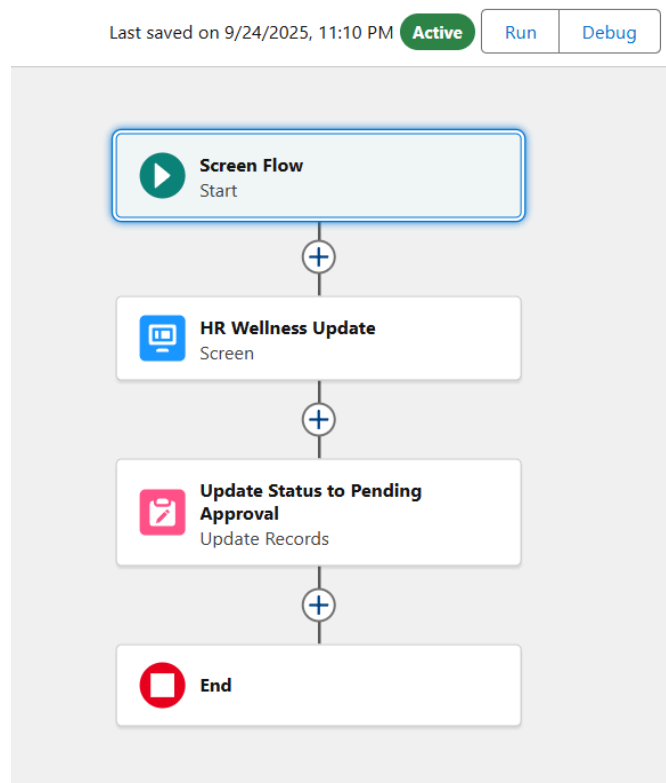 Last saved on 9/24/2025, 11:10 PM Active Run Debug
Screen Flow
Start
HR Wellness Update
Screen
Update Status to Pending
Approval
Update Records
End